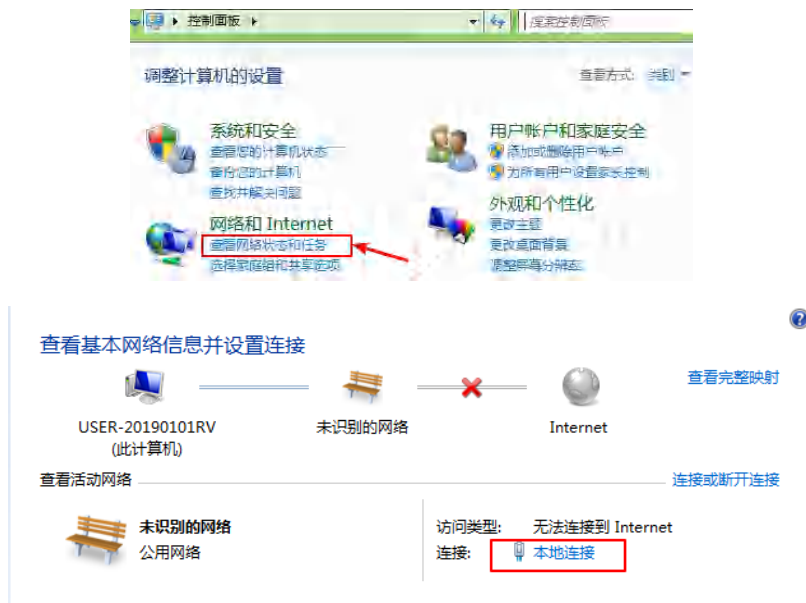 控制面板
搜索控制面板
调整计算机的设置
查看方式: 类别
系统和安全
查看您的计算机状态
备份您的计算机
查找并解决问题
网络和 Internet
查看网络状态和任务
选择家庭组和共享选项
用户帐户和家庭安全
添加或删除用户帐户
为所有用户设置家长控制
外观和个性化
更改主题
更改桌面背景
调整屏幕分辨率
查看基本网络信息并设置连接
查看完整映射
USER-20190101RV
(此计算机)
未识别的网络
Internet
查看活动网络
连接或断开连接
未识别的网络
公用网络
访问类型: 无法连接到 Internet
连接: 本地连接